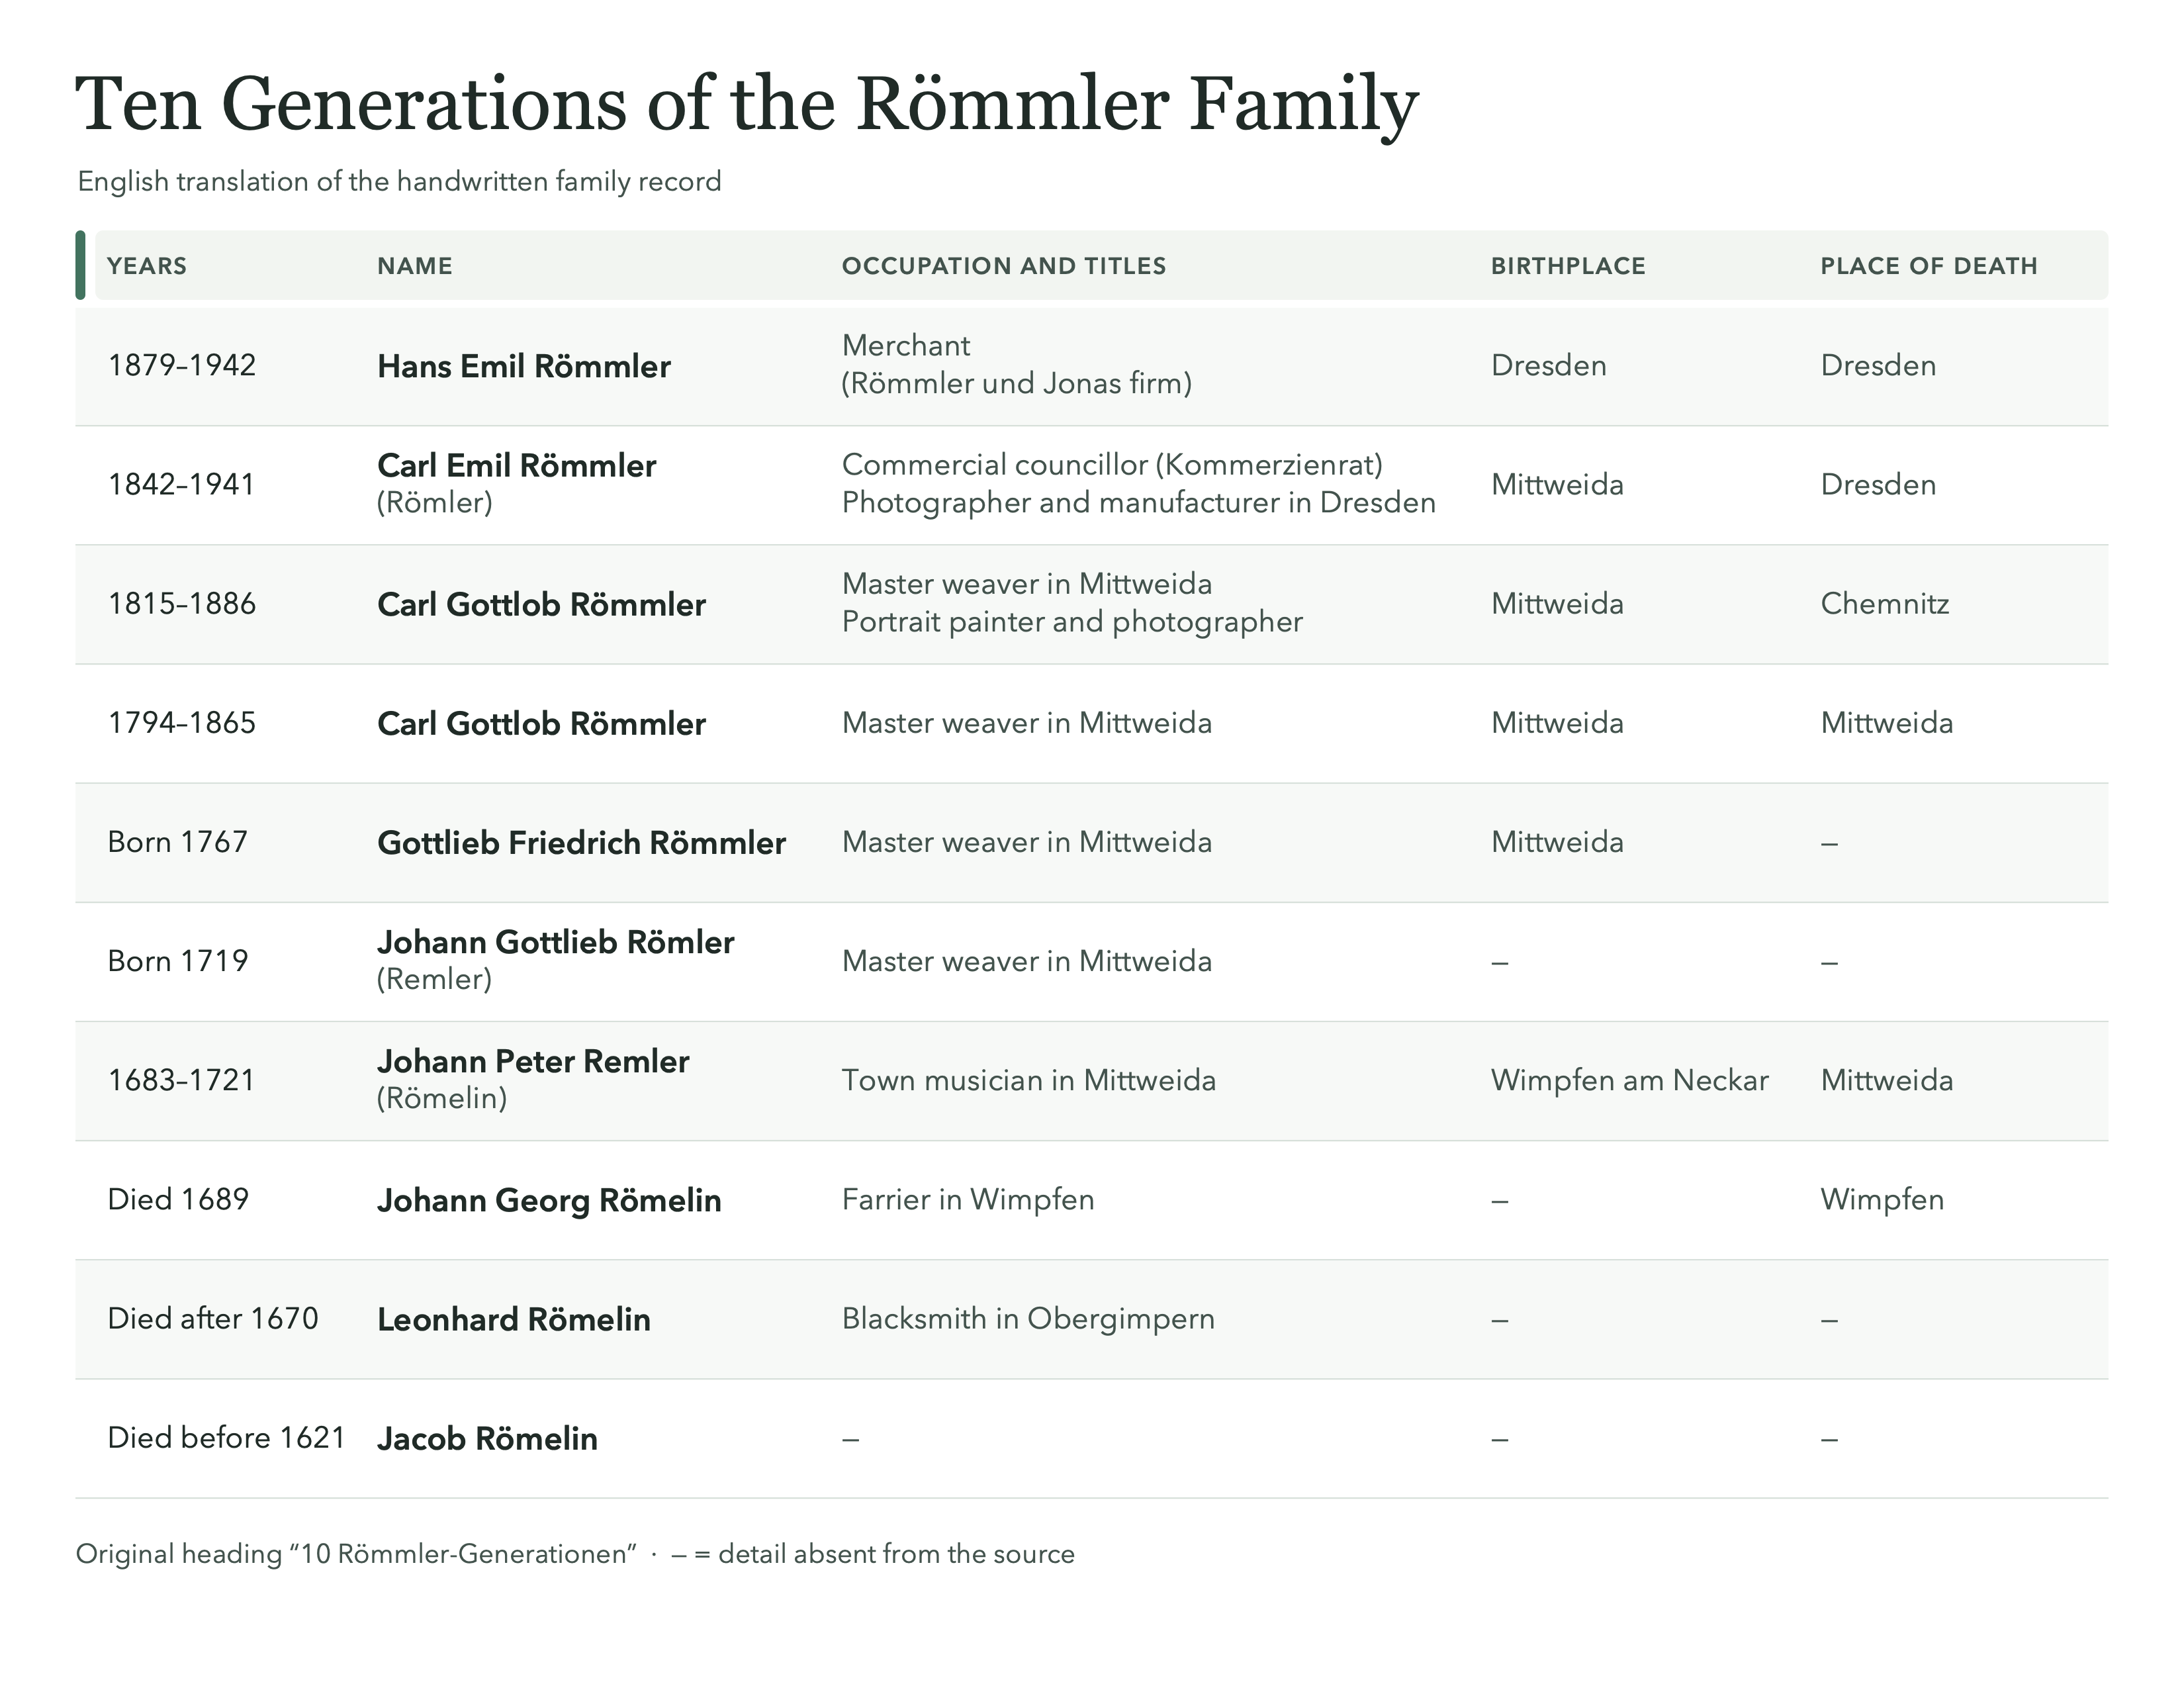 Ten Generations of the Römmler Family
English translation of the handwritten family record
YEARS NAME OCCUPATION AND TITLES BIRTHPLACE PLACE OF DEATH
1879–1942 Hans Emil Römmler Merchant (Römmler und Jonas firm) Dresden Dresden
1842–1941 Carl Emil Römmler (Römler) Commercial councillor (Kommerzienrat) Photographer and manufacturer in Dresden Mittweida Dresden
1815–1886 Carl Gottlob Römmler Master weaver in Mittweida Portrait painter and photographer Mittweida Chemnitz
1794–1865 Carl Gottlob Römmler Master weaver in Mittweida Mittweida Mittweida
Born 1767 Gottlieb Friedrich Römmler Master weaver in Mittweida Mittweida –
Born 1719 Johann Gottlieb Römler (Remler) Master weaver in Mittweida – –
1683–1721 Johann Peter Remler (Römelin) Town musician in Mittweida Wimpfen am Neckar Mittweida
Died 1689 Johann Georg Römelin Farrier in Wimpfen – Wimpfen
Died after 1670 Leonhard Römelin Blacksmith in Obergimpern – –
Died before 1621 Jacob Römelin – – –
Original heading “10 Römmler-Generationen” · – = detail absent from the source